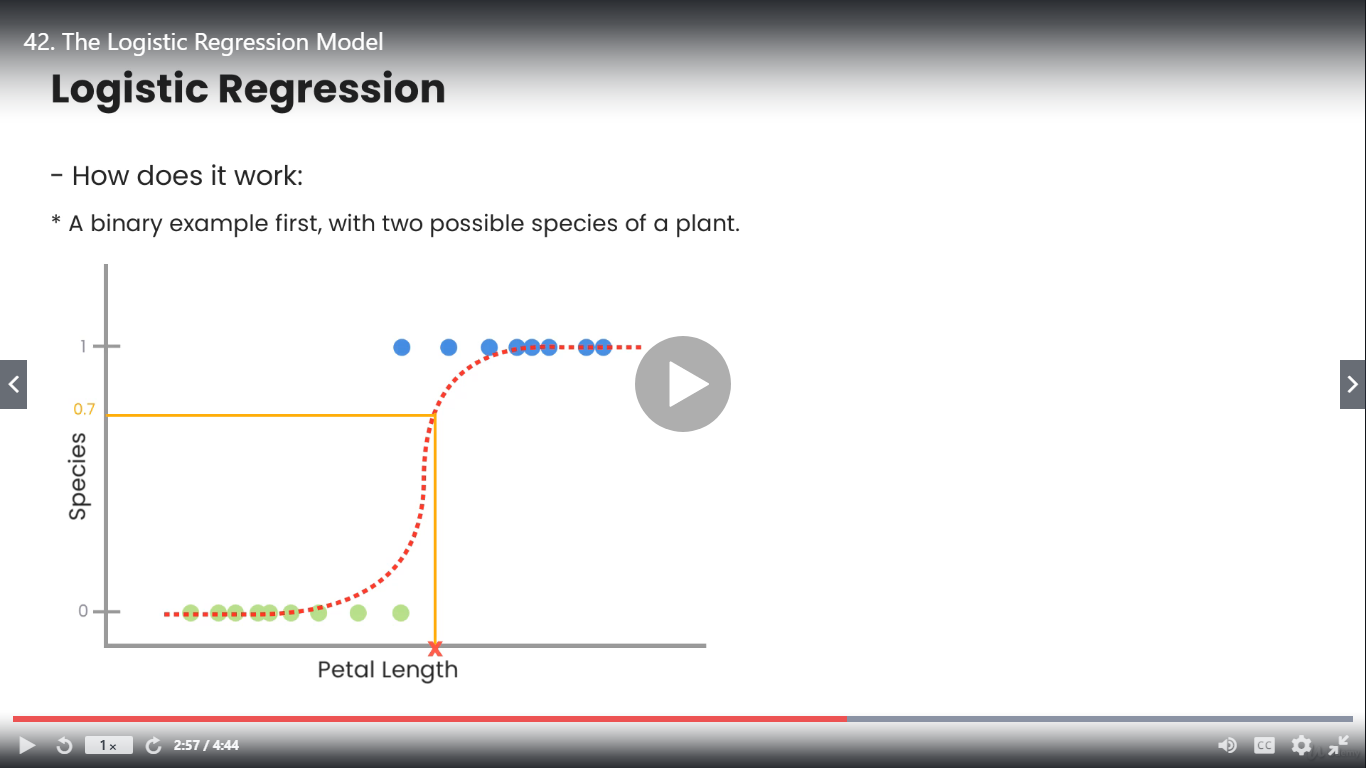 42. The Logistic Regression Model
Logistic Regression
- How does it work:
* A binary example first, with two possible species of a plant.
1
0.7
Species
0
X
Petal Length
1 x
2:57 / 4:44
CC